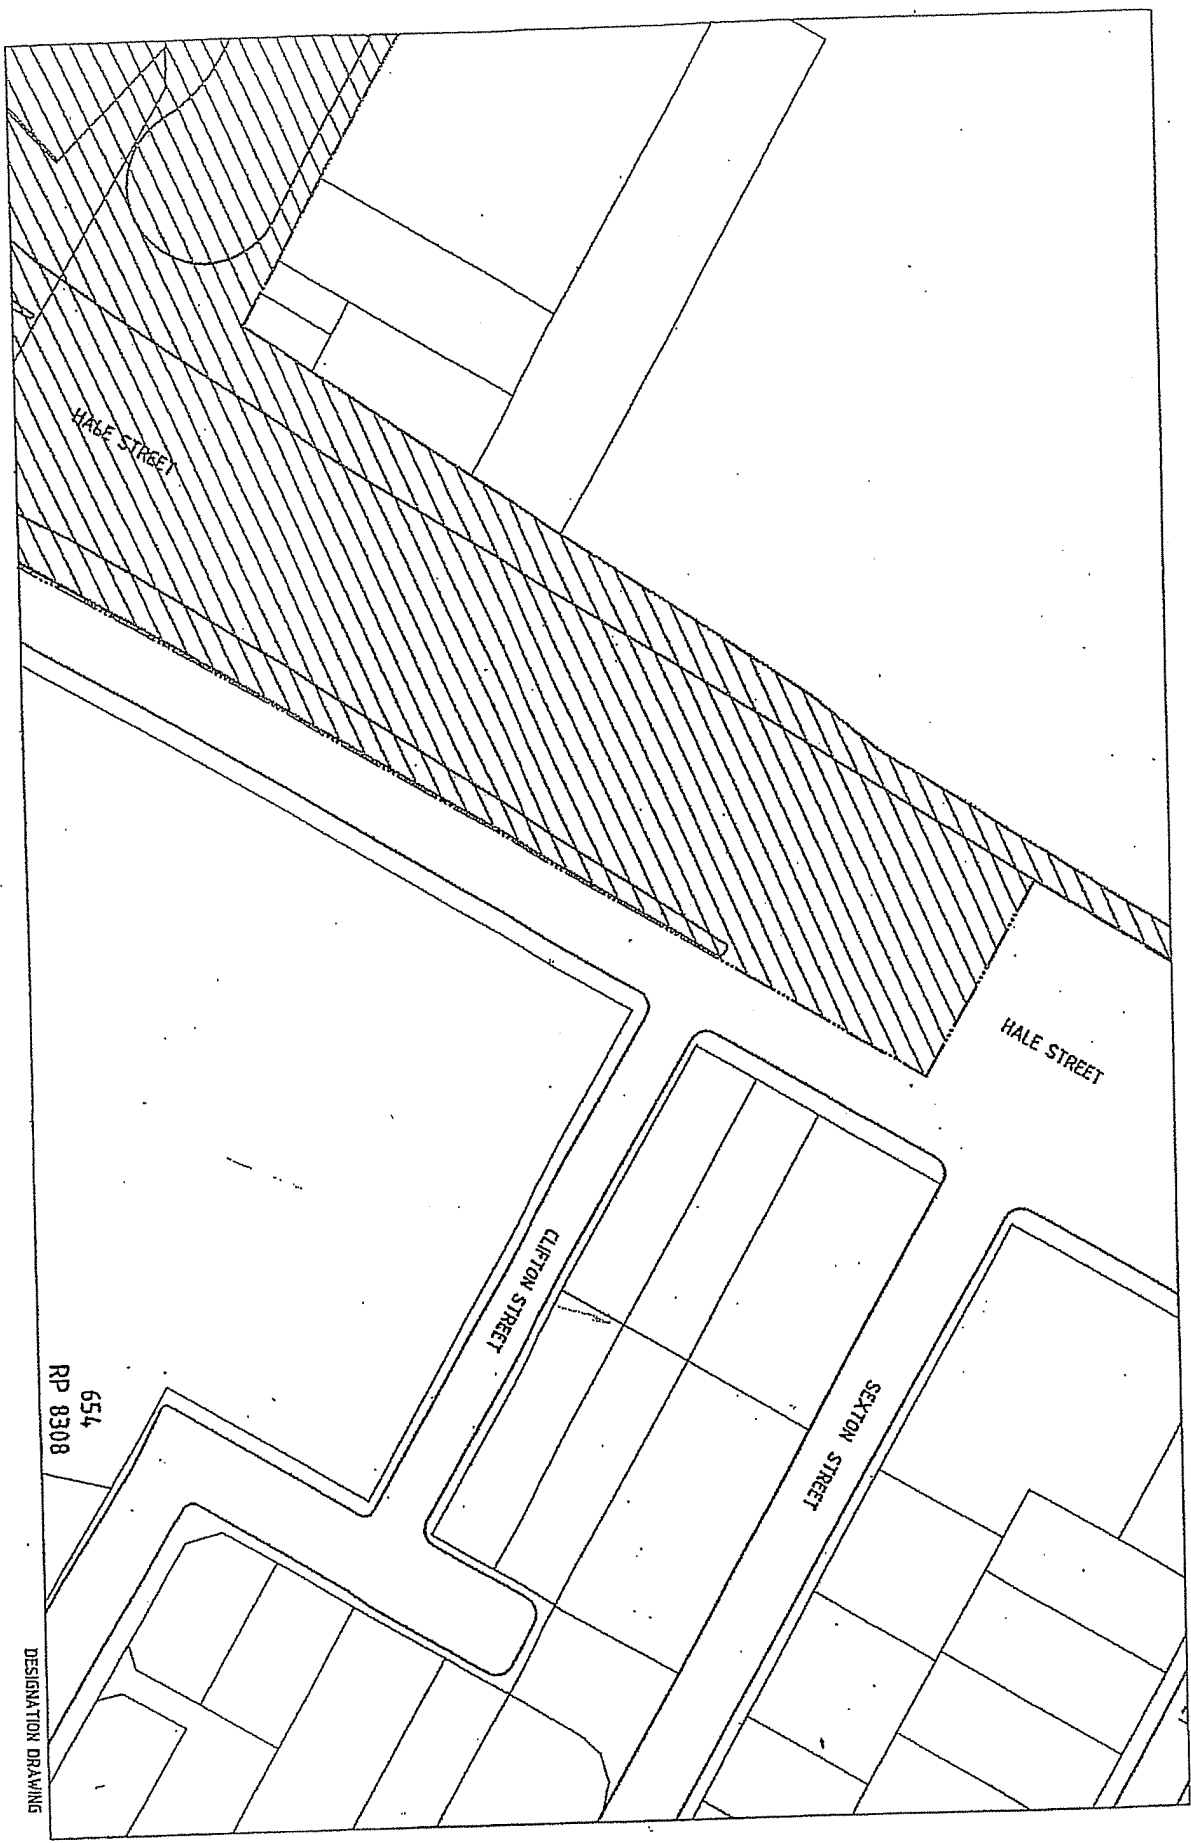 HALE STREET
HALE STREET
CLIFTON STREET
SEXTON STREET
654
RP 8308
DESIGNATION DRAWING